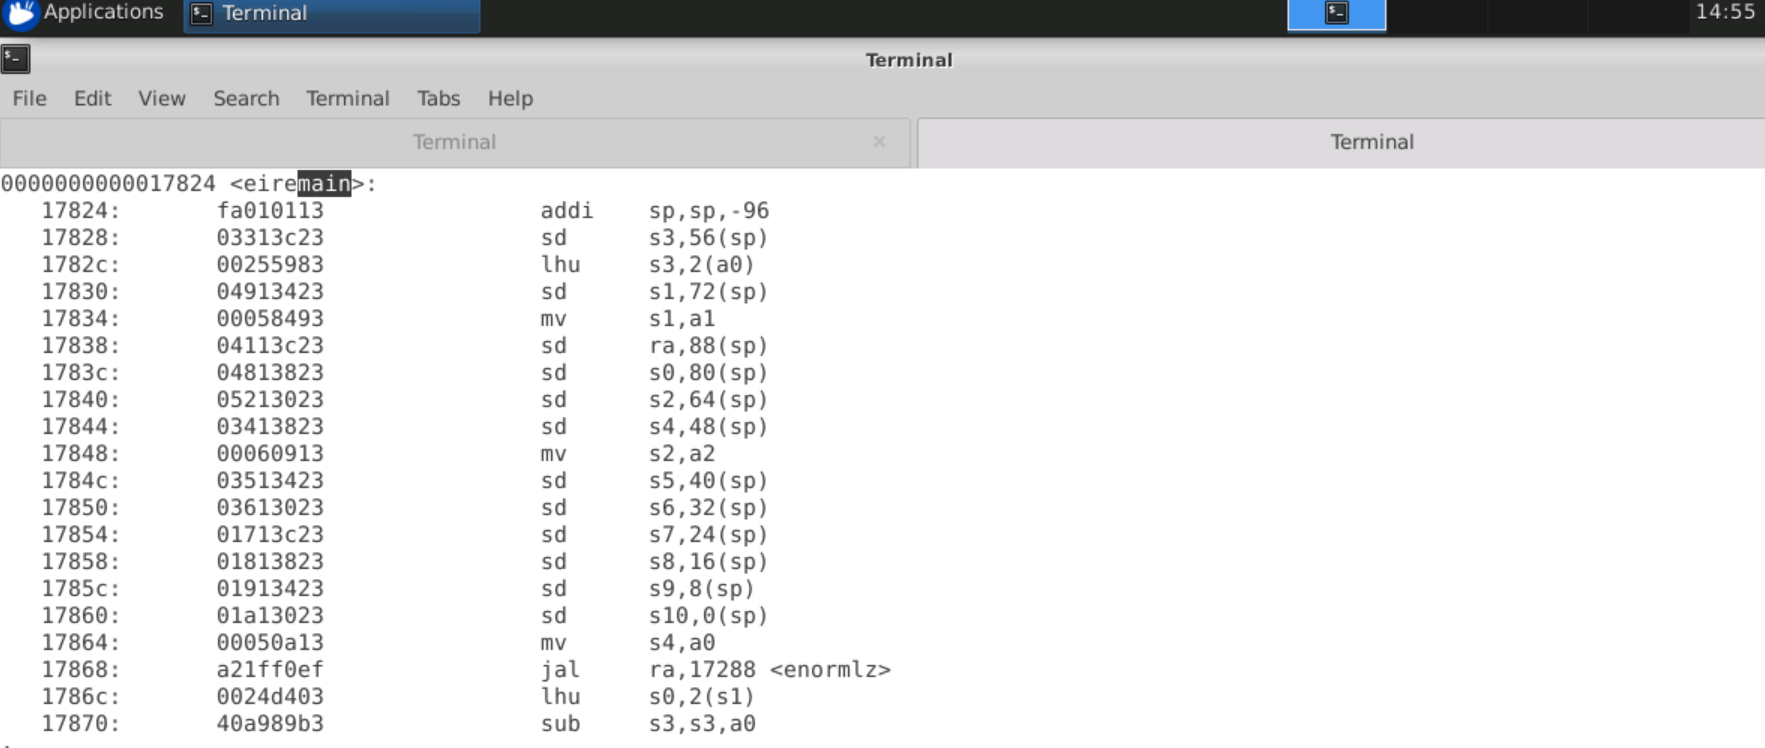 Applications Terminal 14:55
Terminal
File Edit View Search Terminal Tabs Help
Terminal × Terminal
0000000000017824 <eiremain>:
17824: fa010113 addi sp,sp,-96
17828: 03313c23 sd s3,56(sp)
1782c: 00255983 lhu s3,2(a0)
17830: 04913423 sd s1,72(sp)
17834: 00058493 mv s1,a1
17838: 04113c23 sd ra,88(sp)
1783c: 04813823 sd s0,80(sp)
17840: 05213023 sd s2,64(sp)
17844: 03413823 sd s4,48(sp)
17848: 00060913 mv s2,a2
1784c: 03513423 sd s5,40(sp)
17850: 03613023 sd s6,32(sp)
17854: 01713c23 sd s7,24(sp)
17858: 01813823 sd s8,16(sp)
1785c: 01913423 sd s9,8(sp)
17860: 01a13023 sd s10,0(sp)
17864: 00050a13 mv s4,a0
17868: a21ff0ef jal ra,17288 <enormlz>
1786c: 0024d403 lhu s0,2(s1)
17870: 40a989b3 sub s3,s3,a0